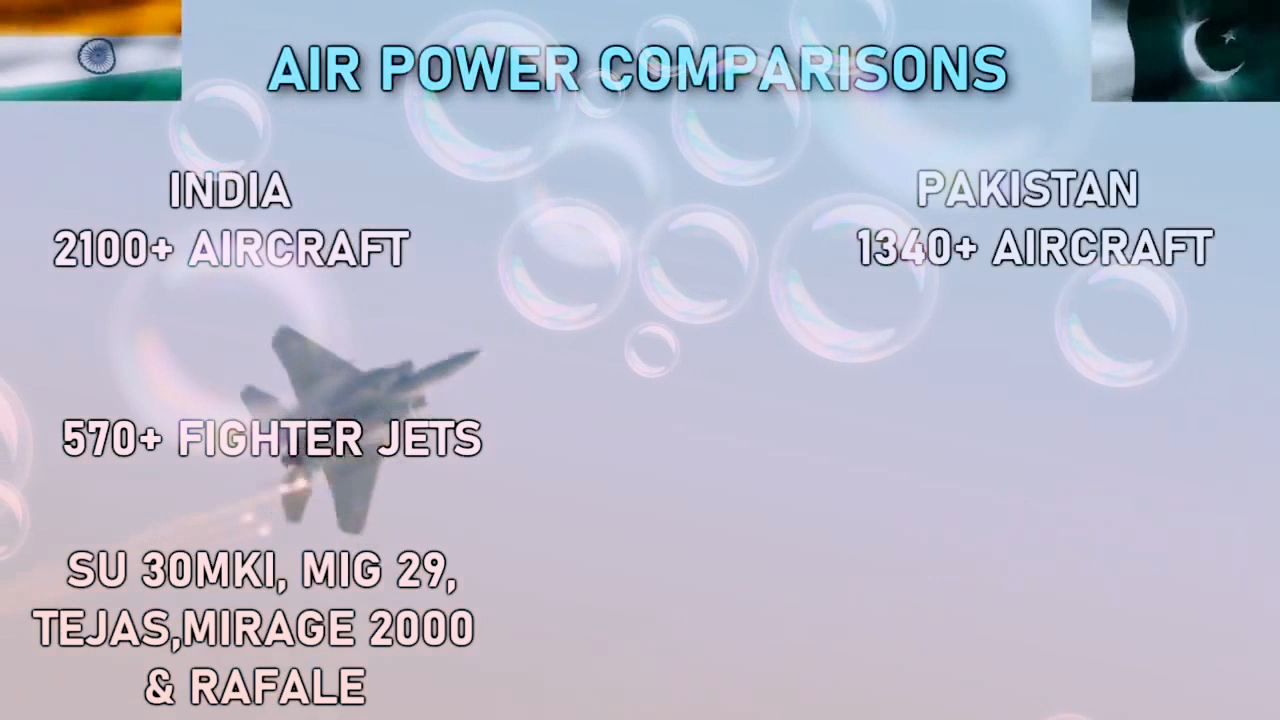 AIR POWER COMPARISONS
INDIA
2100+ AIRCRAFT
PAKISTAN
1340+ AIRCRAFT
570+ FIGHTER JETS
SU 30MKI, MIG 29,
TEJAS,MIRAGE 2000
& RAFALE